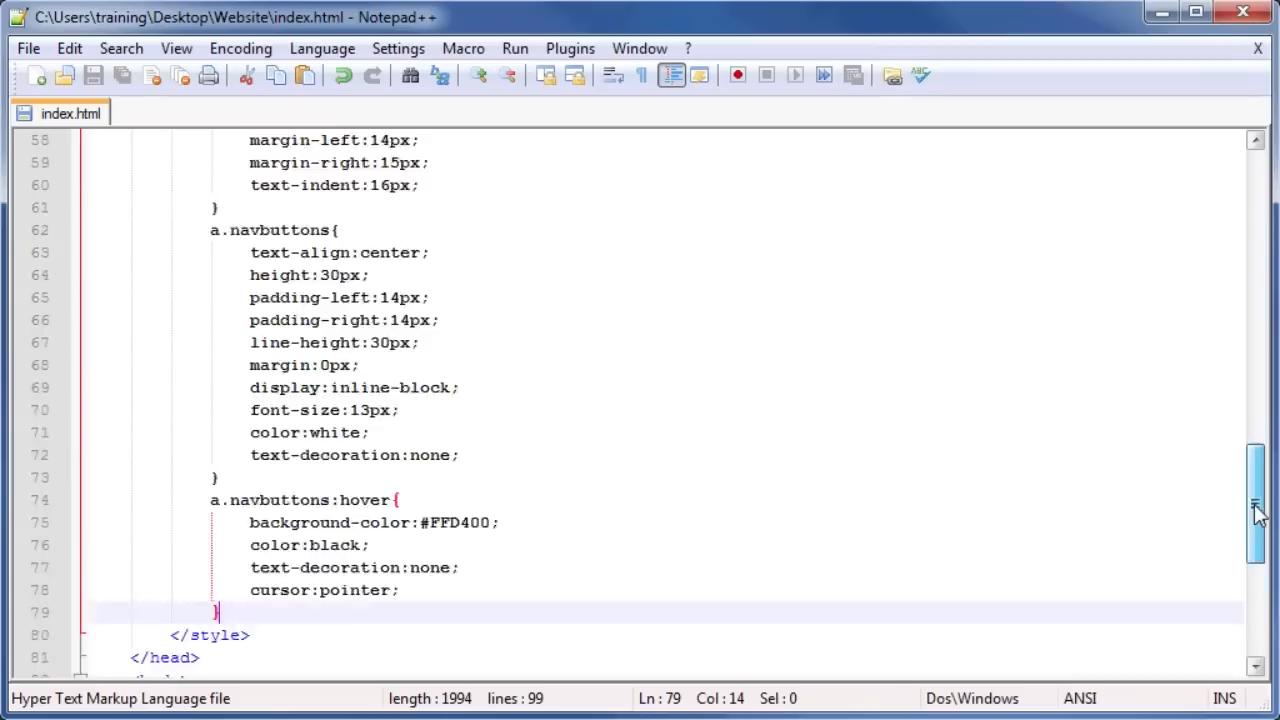 C:\Users\training\Desktop\Website\index.html - Notepad++
File Edit Search View Encoding Language Settings Macro Run Plugins Window ? X
index.html
58 margin-left:14px;
59 margin-right:15px;
60 text-indent:16px;
61 }
62 a.navbuttons{
63 text-align:center;
64 height:30px;
65 padding-left:14px;
66 padding-right:14px;
67 line-height:30px;
68 margin:0px;
69 display:inline-block;
70 font-size:13px;
71 color:white;
72 text-decoration:none;
73 }
74 a.navbuttons:hover{
75 background-color:#FFD400;
76 color:black;
77 text-decoration:none;
78 cursor:pointer;
79 }
80 </style>
81 </head>
Hyper Text Markup Language file length : 1994 lines : 99 Ln : 79 Col : 14 Sel : 0 Dos\Windows ANSI INS